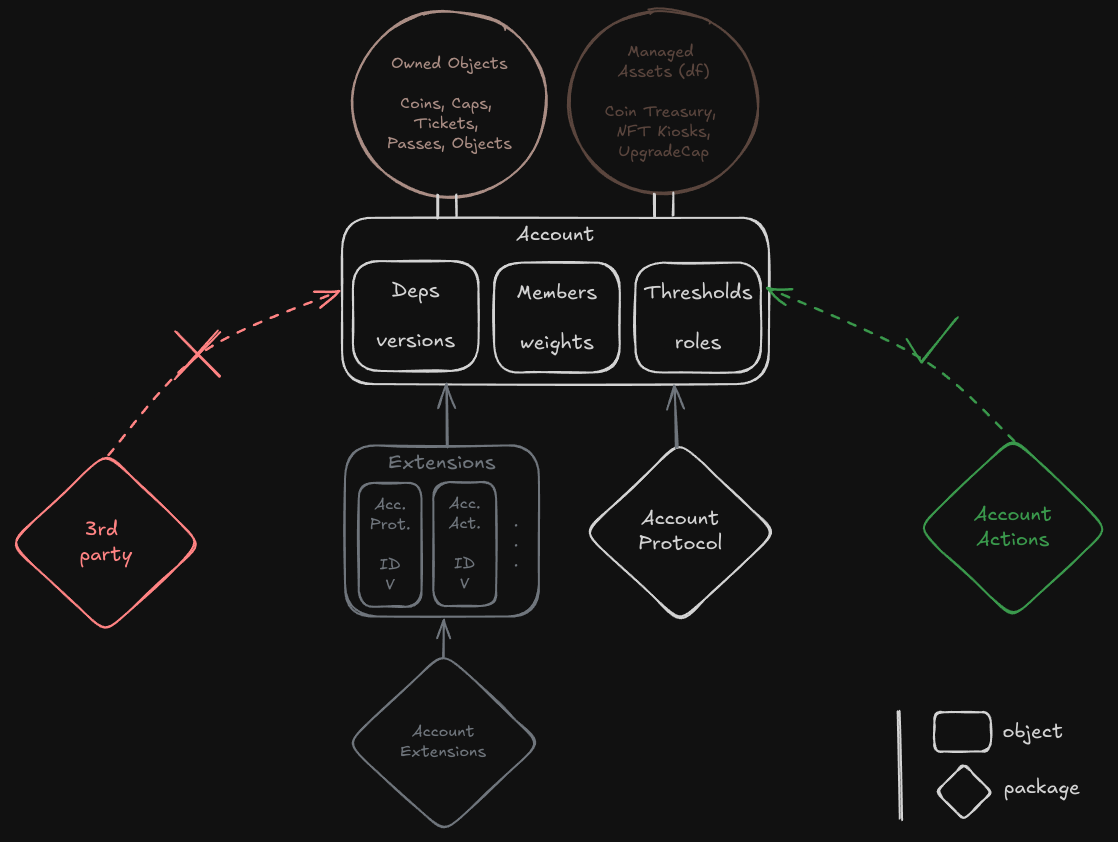 Owned Objects
Coins, Caps,
Tickets,
Passes, Objects
Managed
Assets (df)
Coin Treasury,
NFT Kiosks,
UpgradeCap
Account
Deps
versions
Members
weights
Thresholds
roles
3rd
party
Extensions
Acc.
Prot.
ID
V
Acc.
Act.
ID
V
.
.
.
Account
Protocol
Account
Actions
Account
Extensions
object
package